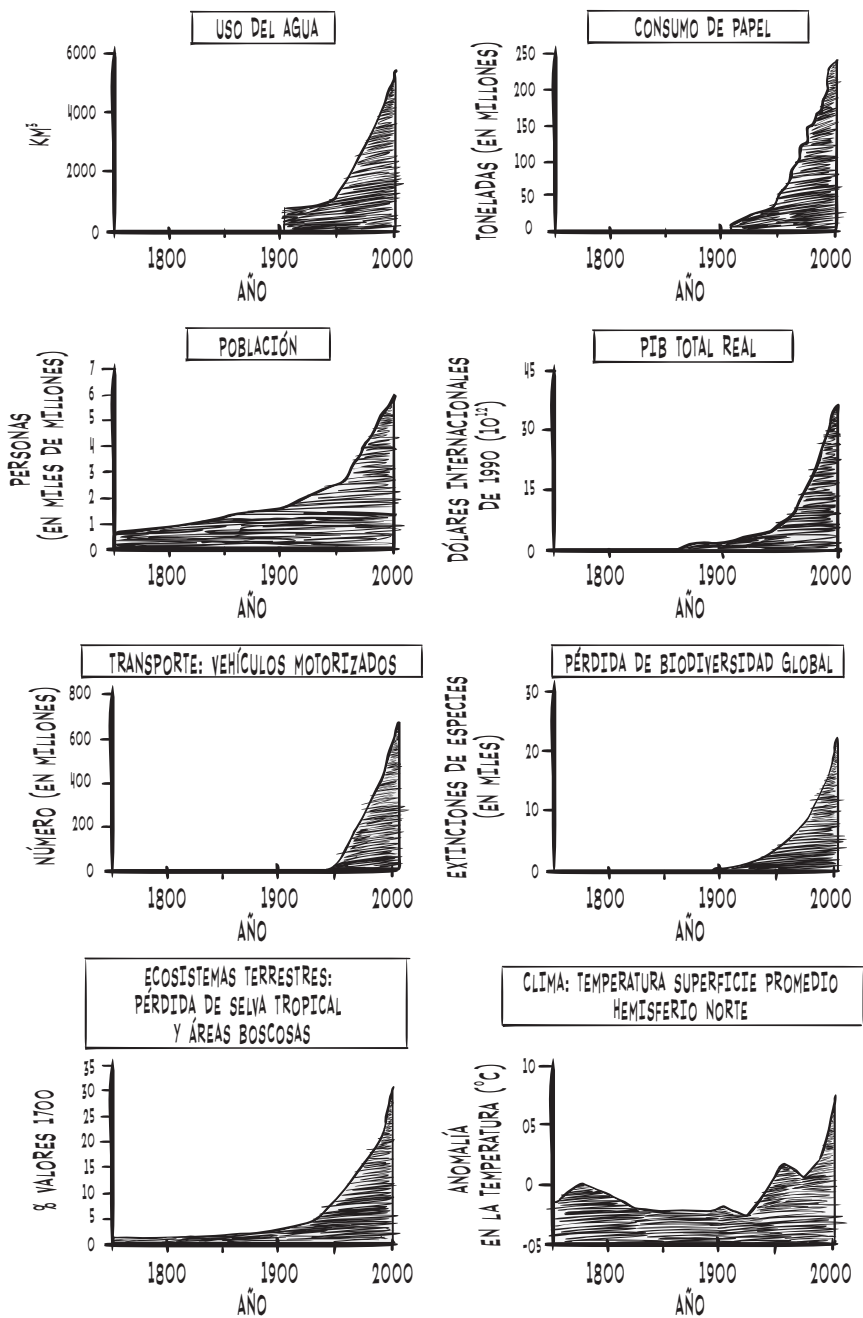 USO DEL AGUA
6000
4000
2000
0
KM³
1800
1900
2000
AÑO
CONSUMO DE PAPEL
250
200
150
100
50
0
TONELADAS (EN MILLONES)
1800
1900
2000
AÑO
POBLACIÓN
7
6
5
4
3
2
1
0
PERSONAS
(EN MILES DE MILLONES)
1800
1900
2000
AÑO
PIB TOTAL REAL
45
30
15
0
DÓLARES INTERNACIONALES
DE 1990 (10¹²)
1800
1900
2000
AÑO
TRANSPORTE: VEHÍCULOS MOTORIZADOS
800
600
400
200
0
NÚMERO (EN MILLONES)
1800
1900
2000
AÑO
PÉRDIDA DE BIODIVERSIDAD GLOBAL
30
20
10
0
EXTINCIONES DE ESPECIES
(EN MILES)
1800
1900
2000
AÑO
ECOSISTEMAS TERRESTRES:
PÉRDIDA DE SELVA TROPICAL
Y ÁREAS BOSCOSAS
35
30
25
20
15
10
5
0
% VALORES 1700
1800
1900
2000
AÑO
CLIMA: TEMPERATURA SUPERFICIE PROMEDIO
HEMISFERIO NORTE
10
05
0
-05
ANOMALÍA
EN LA TEMPERATURA (°C)
1800
1900
2000
AÑO